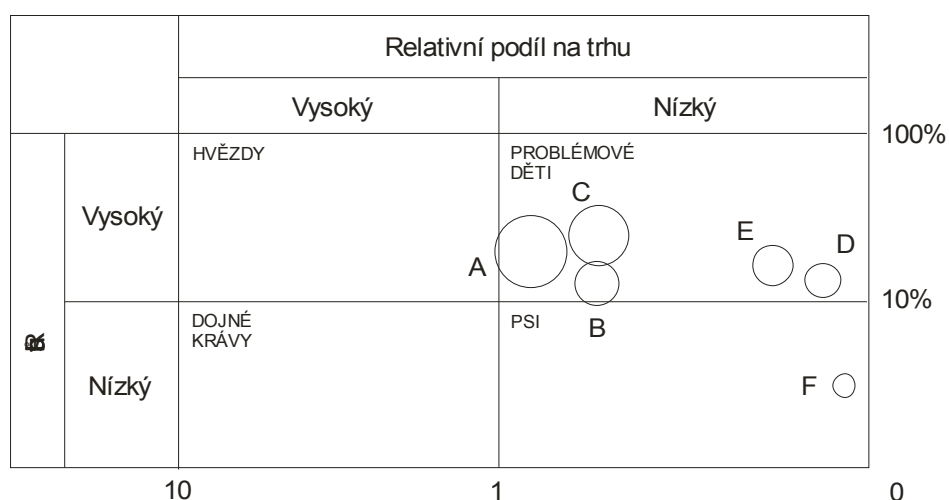 Relativní podíl na trhu
Vysoký
Nízký
100%
HVĚZDY
PROBLÉMOVÉ
DĚTI
C
Vysoký
E
D
A
10%
DOJNÉ
KRÁVY
PSI
B
Nízký
F
10
1
0